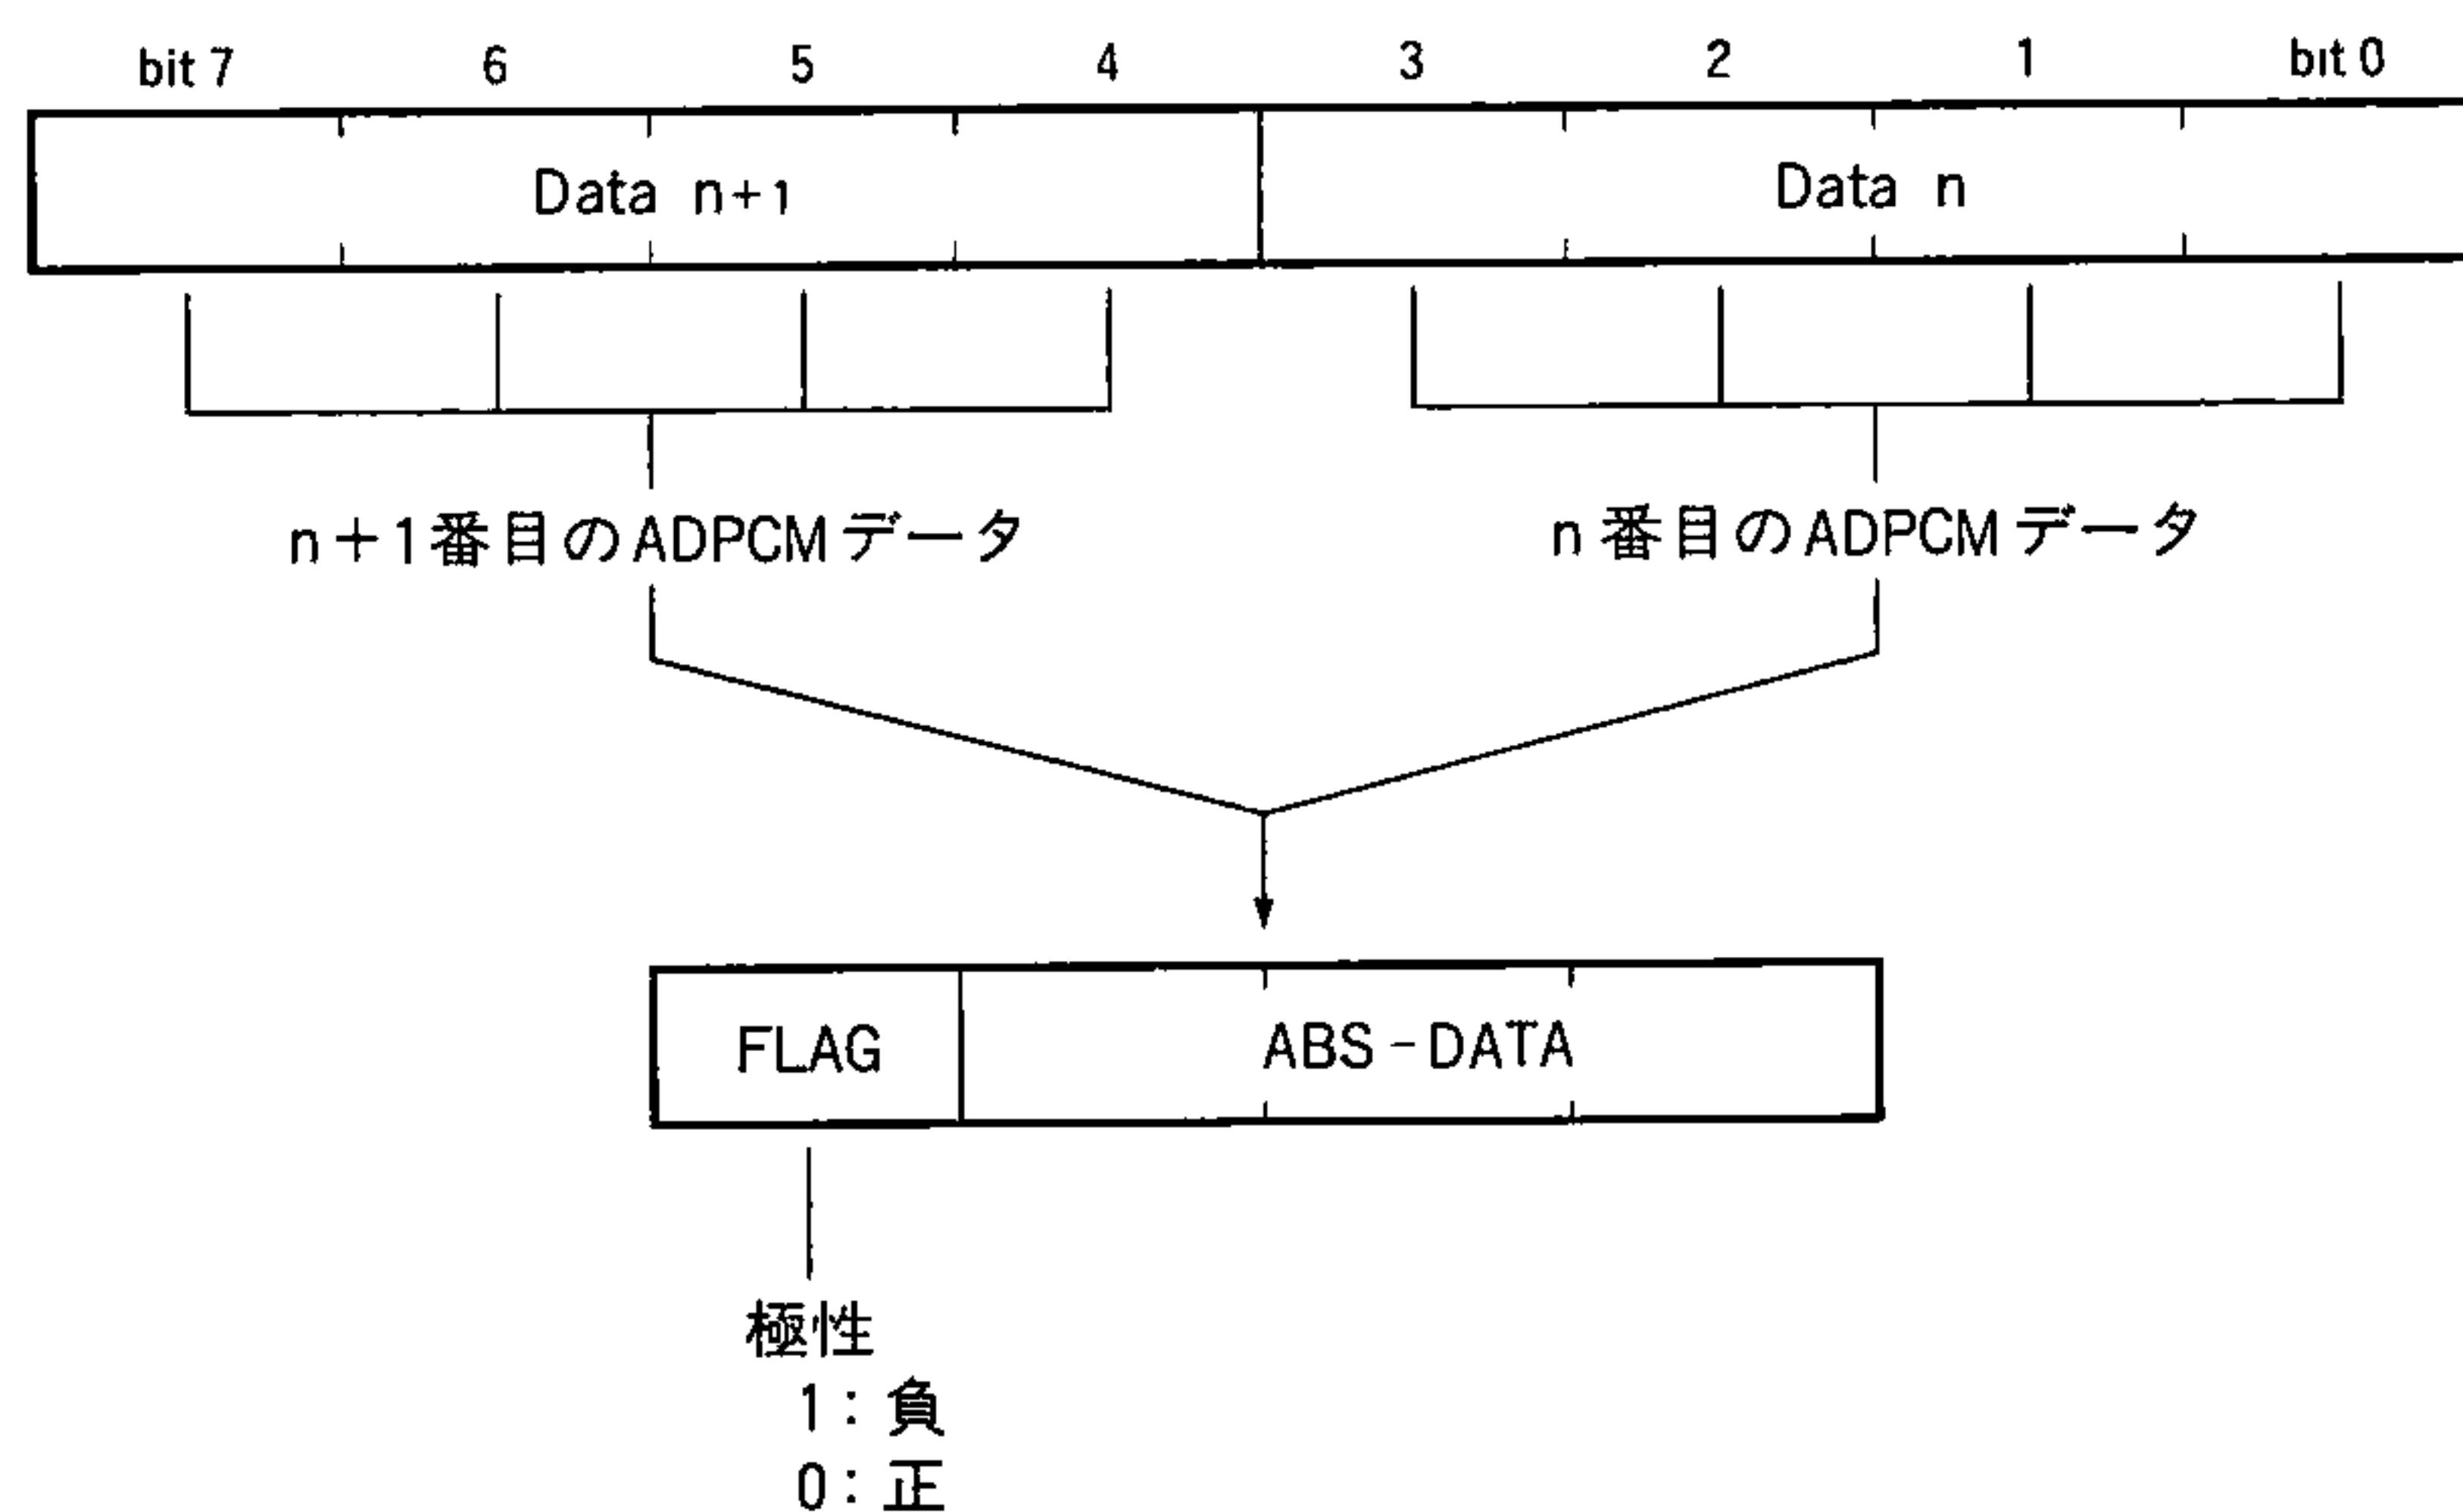 bit 7 6 5 4 3 2 1 bit 0
Data n+1 Data n
n+1番目のADPCMデータ n番目のADPCMデータ
FLAG ABS-DATA
極性
1:負
0:正